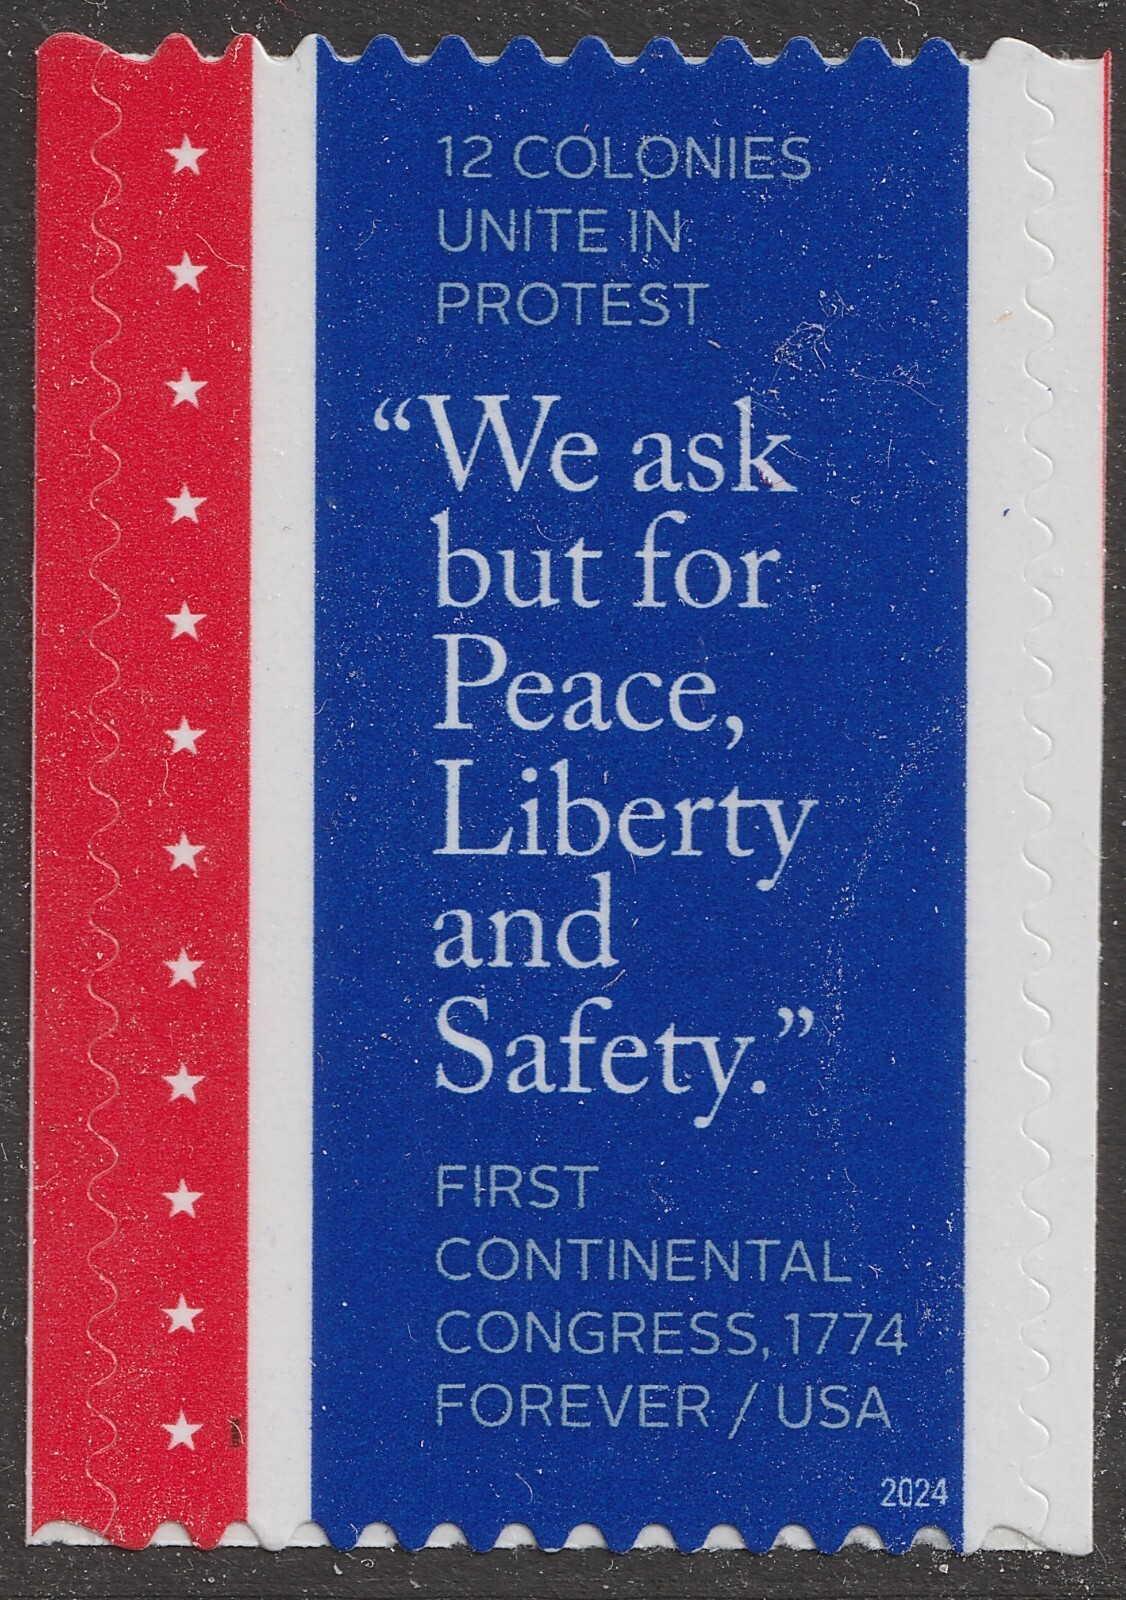 12 COLONIES
UNITE IN
PROTEST
“We ask
but for
Peace,
Liberty
and
Safety.”
FIRST
CONTINENTAL
CONGRESS, 1774
FOREVER / USA
2024